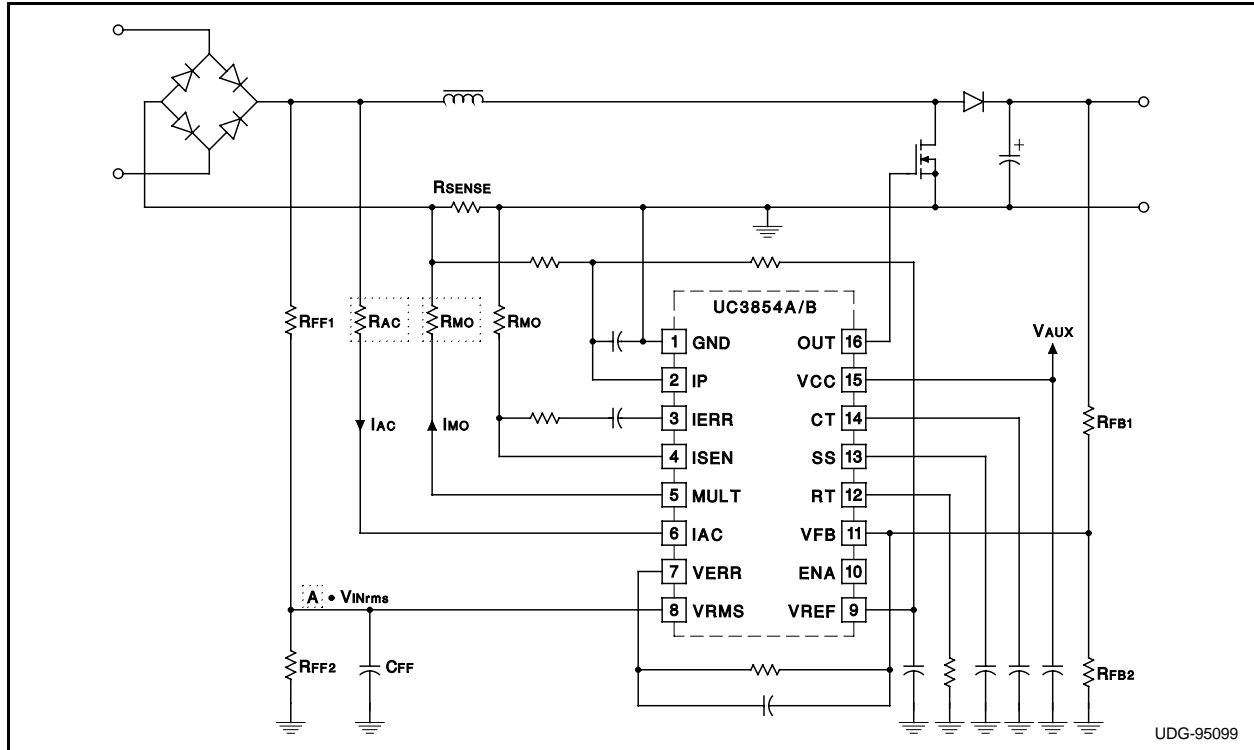 RSENSE
UC3854A/B
RFF1
RAC
RMO
RMO
1 GND
OUT 16
VAUX
2 IP
VCC 15
IAC
IMO
3 IERR
CT 14
RFB1
4 ISEN
SS 13
5 MULT
RT 12
6 IAC
VFB 11
7 VERR
ENA 10
A • VINrms
8 VRMS
VREF 9
RFF2
CFF
RFB2
+
UDG-95099